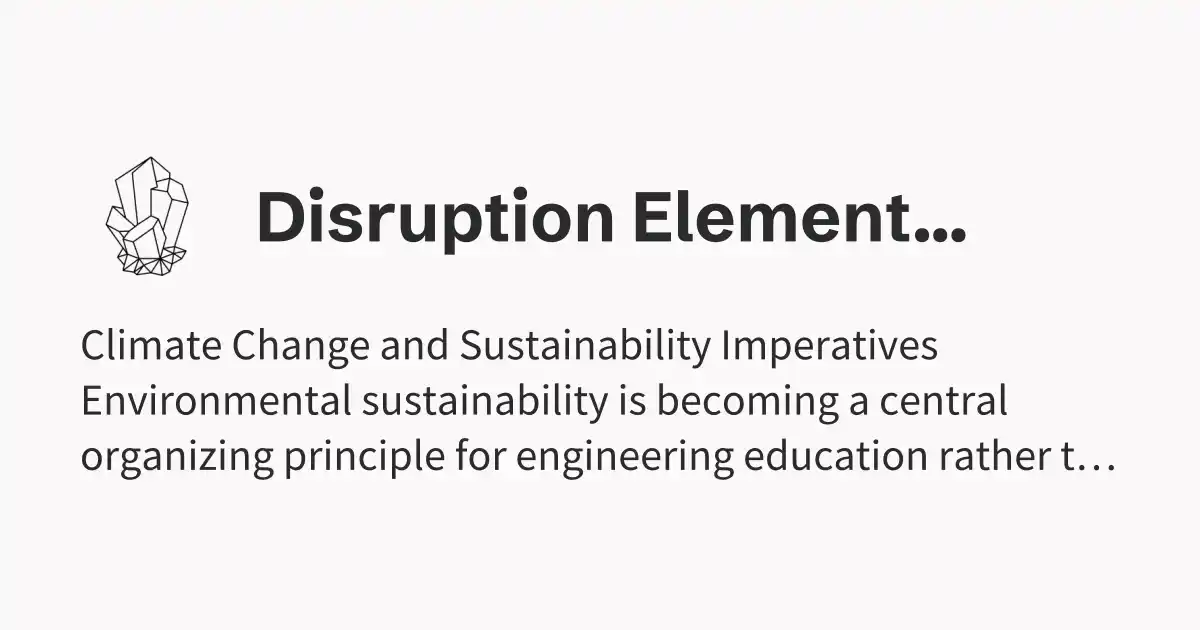 Disruption Element...
Climate Change and Sustainability Imperatives
Environmental sustainability is becoming a central
organizing principle for engineering education rather t...